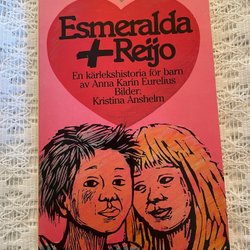 Esmeralda
+Reijo
En kärlekshistoria för barn
av Anna Karin Eurelius
Bilder:
Kristina Anshelm